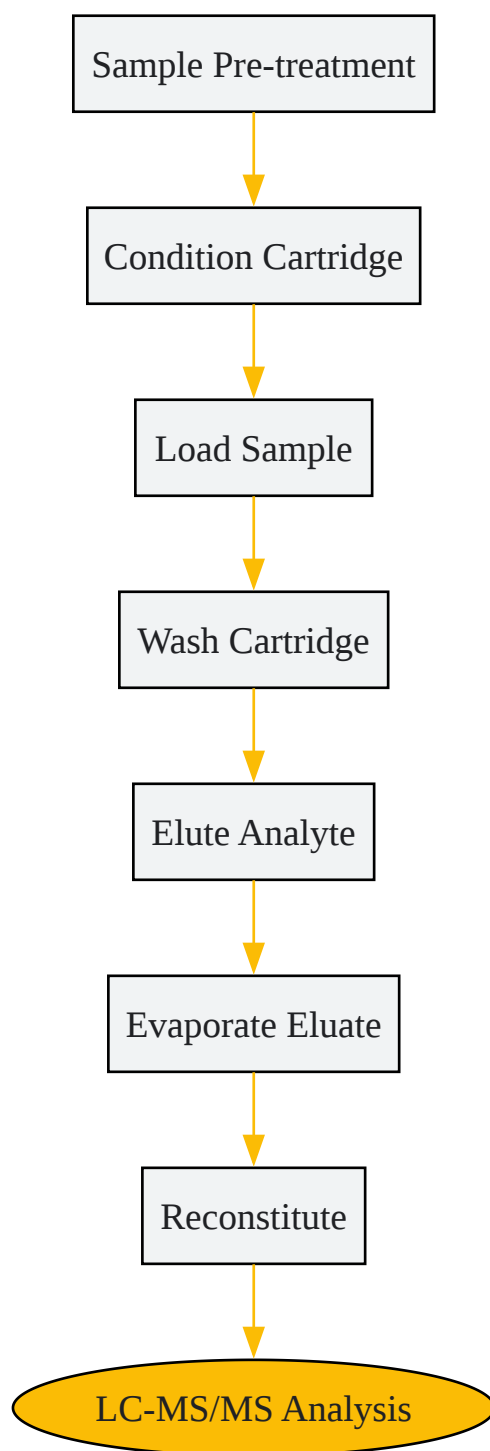 Sample Pre-treatment
Condition Cartridge
Load Sample
Wash Cartridge
Elute Analyte
Evaporate Eluate
Reconstitute
LC-MS/MS Analysis